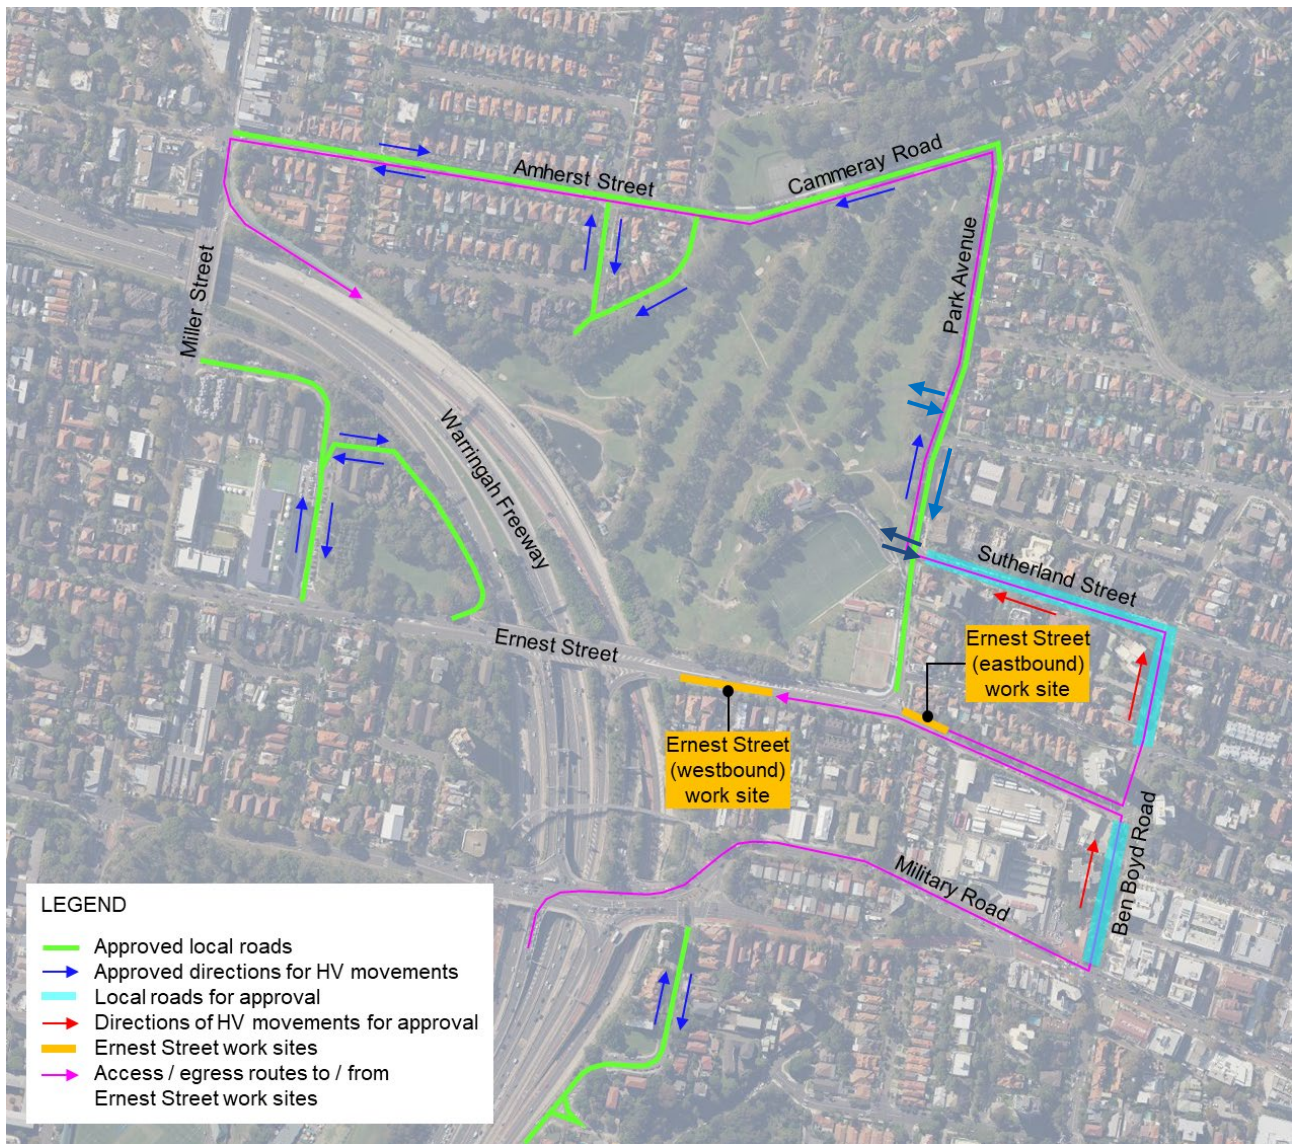 Amherst Street
Cammeray Road
Park Avenue
Miller Street
Warringah Freeway
Sutherland Street
Ernest Street
Ernest Street
(eastbound)
work site
Ernest Street
(westbound)
work site
Ben Boyd Road
Military Road
LEGEND
Approved local roads
Approved directions for HV movements
Local roads for approval
Directions of HV movements for approval
Ernest Street work sites
Access / egress routes to / from
Ernest Street work sites